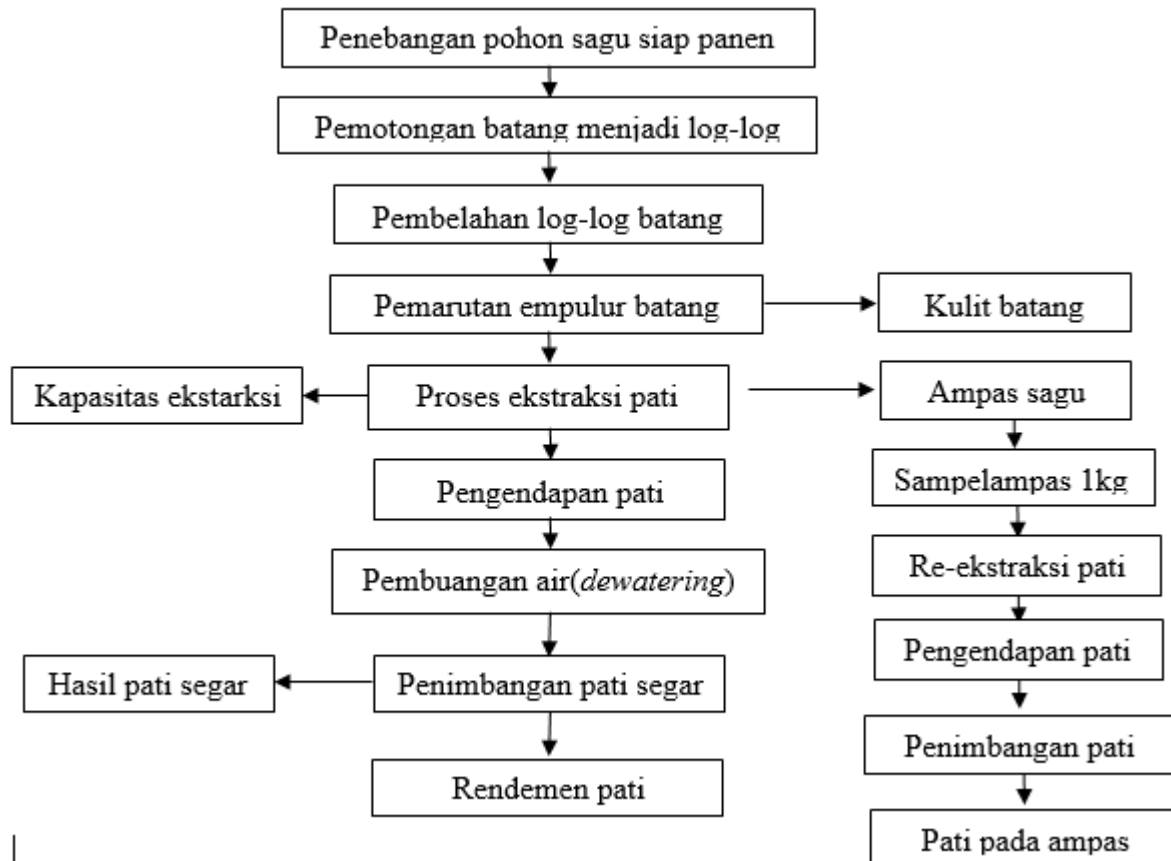 Penebangan pohon sagu siap panen
Pemotongan batang menjadi log-log
Pembelahan log-log batang
Pemarutan empulur batang
Kulit batang
Kapasitas ekstarksi
Proses ekstraksi pati
Ampas sagu
Pengendapan pati
Sampelampas 1kg
Pembuangan air(dewatering)
Re-ekstraksi pati
Hasil pati segar
Penimbangan pati segar
Pengendapan pati
Rendemen pati
Penimbangan pati
Pati pada ampas